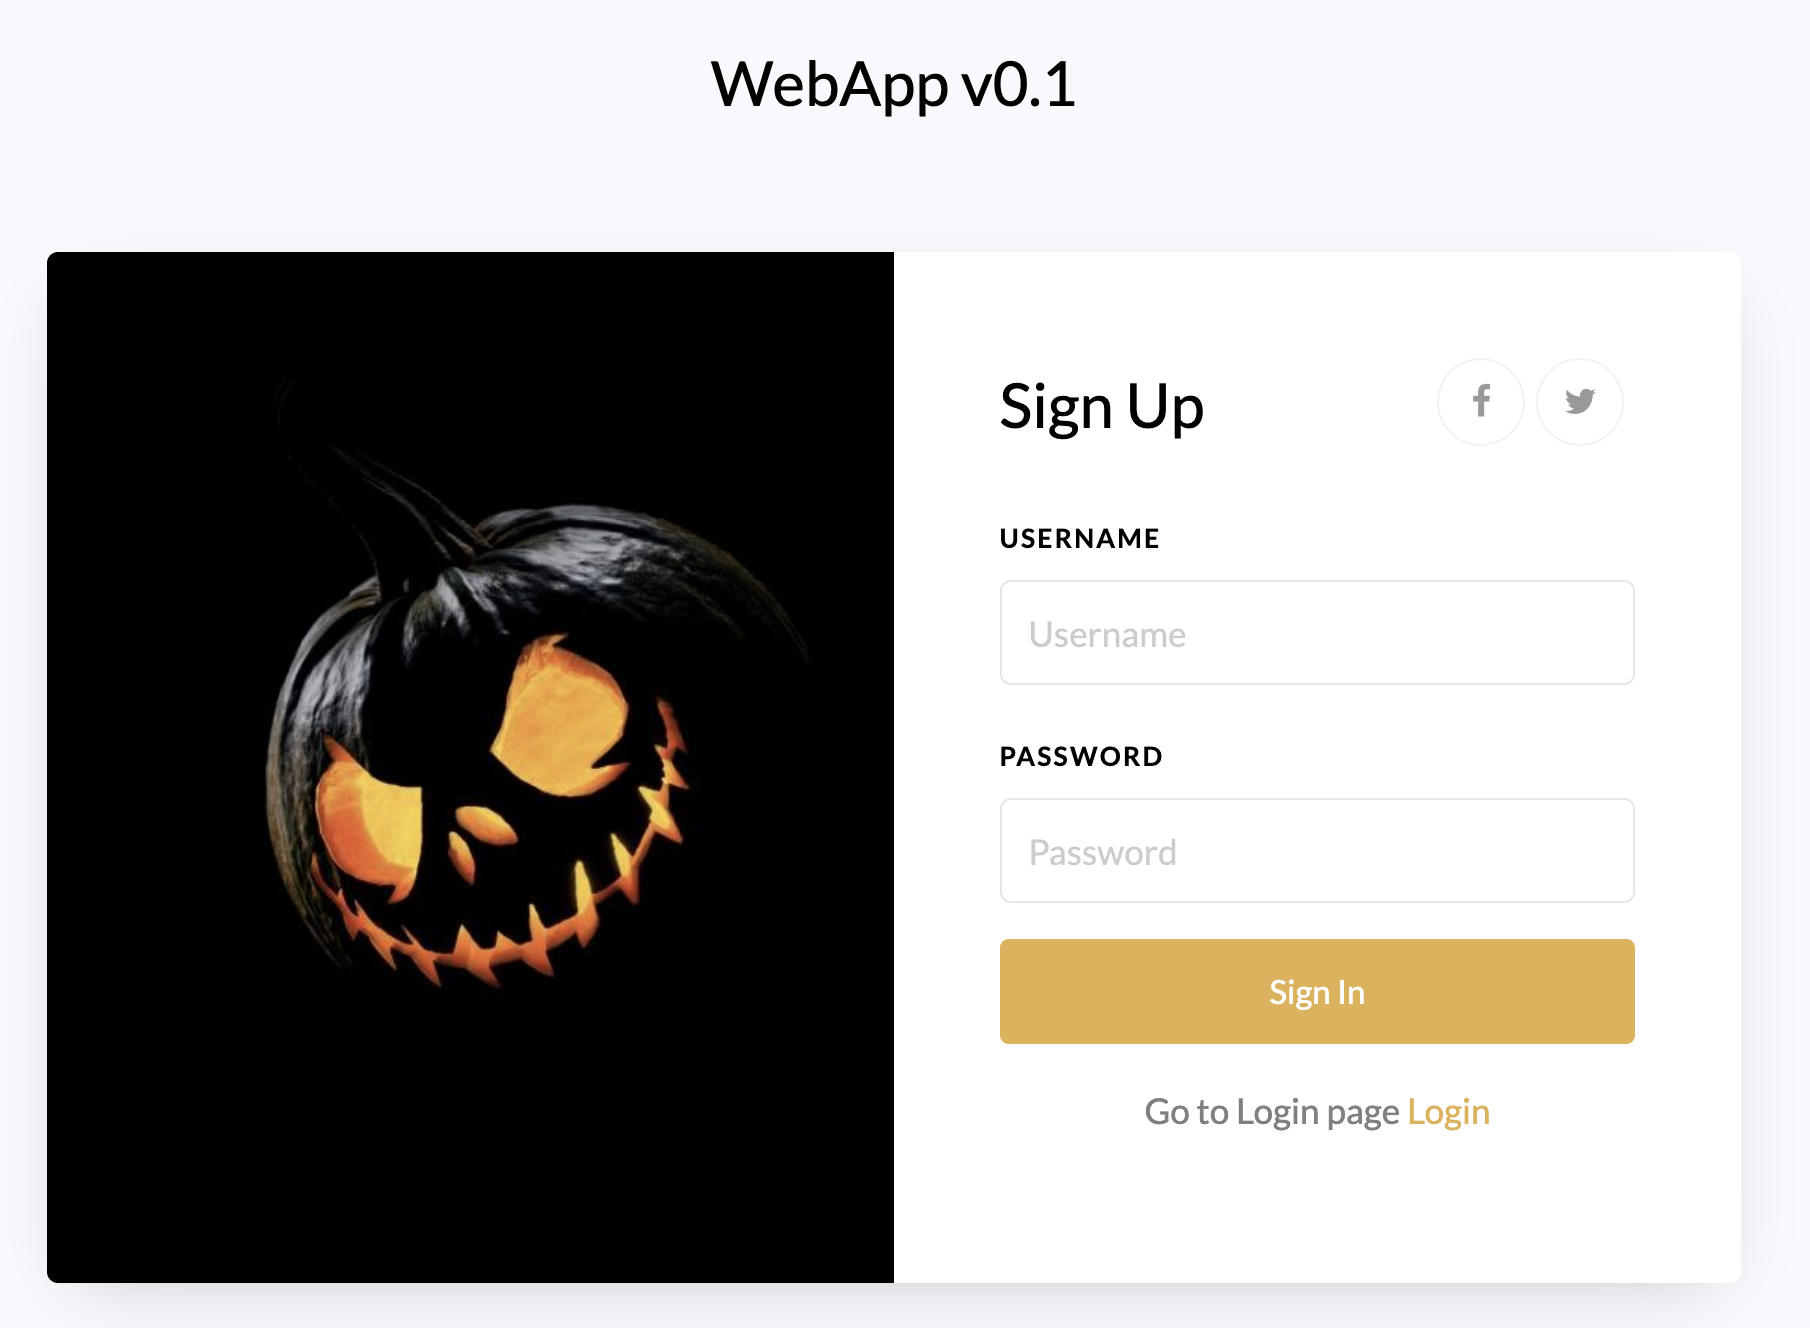 WebApp v0.1
Sign Up
USERNAME
Username
PASSWORD
Password
Sign In
Go to Login page Login